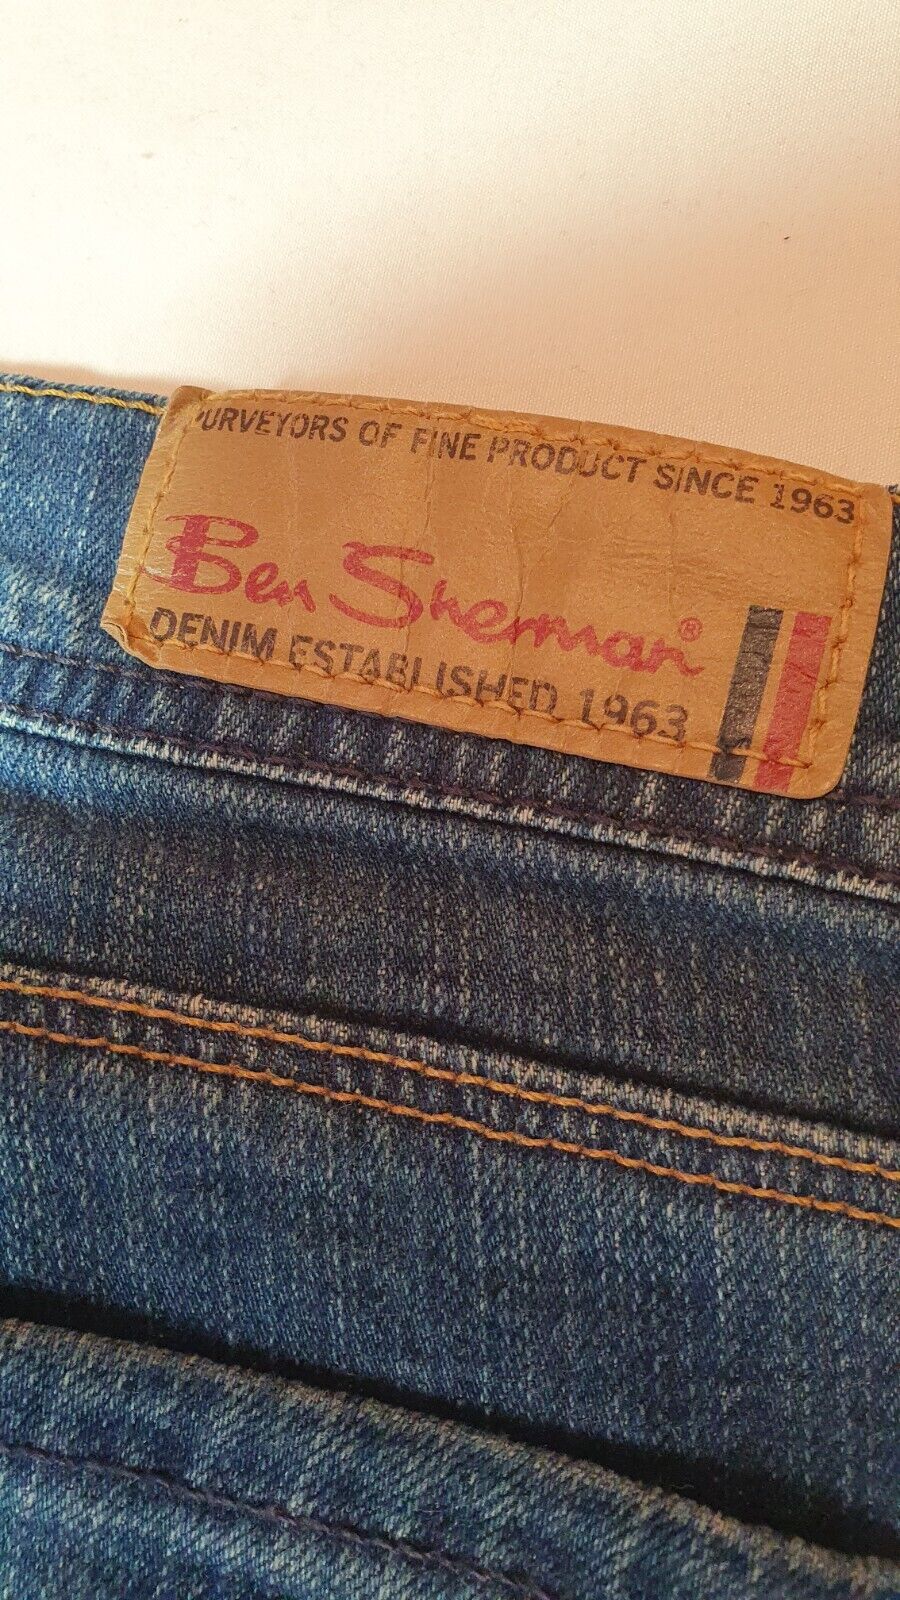 PURVEYORS OF FINE PRODUCT SINCE 1963
Ben Sherman®
DENIM ESTABLISHED 1963